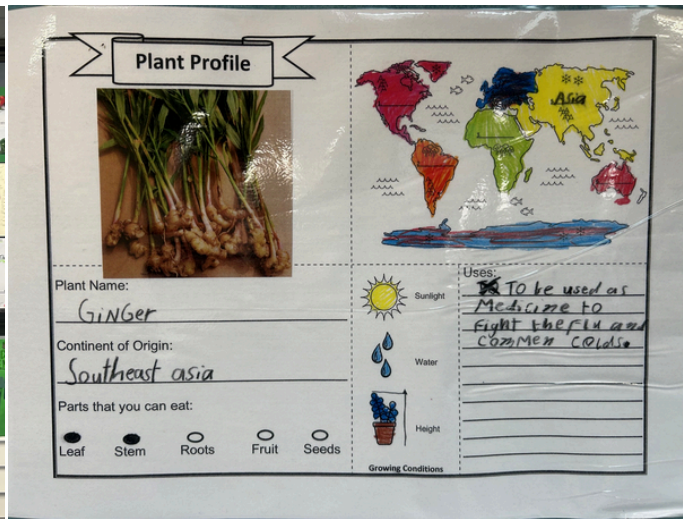 Plant Profile
Asia
Plant Name:
GiNGer
Continent of Origin:
Southeast asia
Parts that you can eat:
Leaf
Stem
Roots
Fruit
Seeds
Sunlight
Water
Height
Growing Conditions
Uses:
To be used as
Medicine to
Fight the flu and
commen colds.